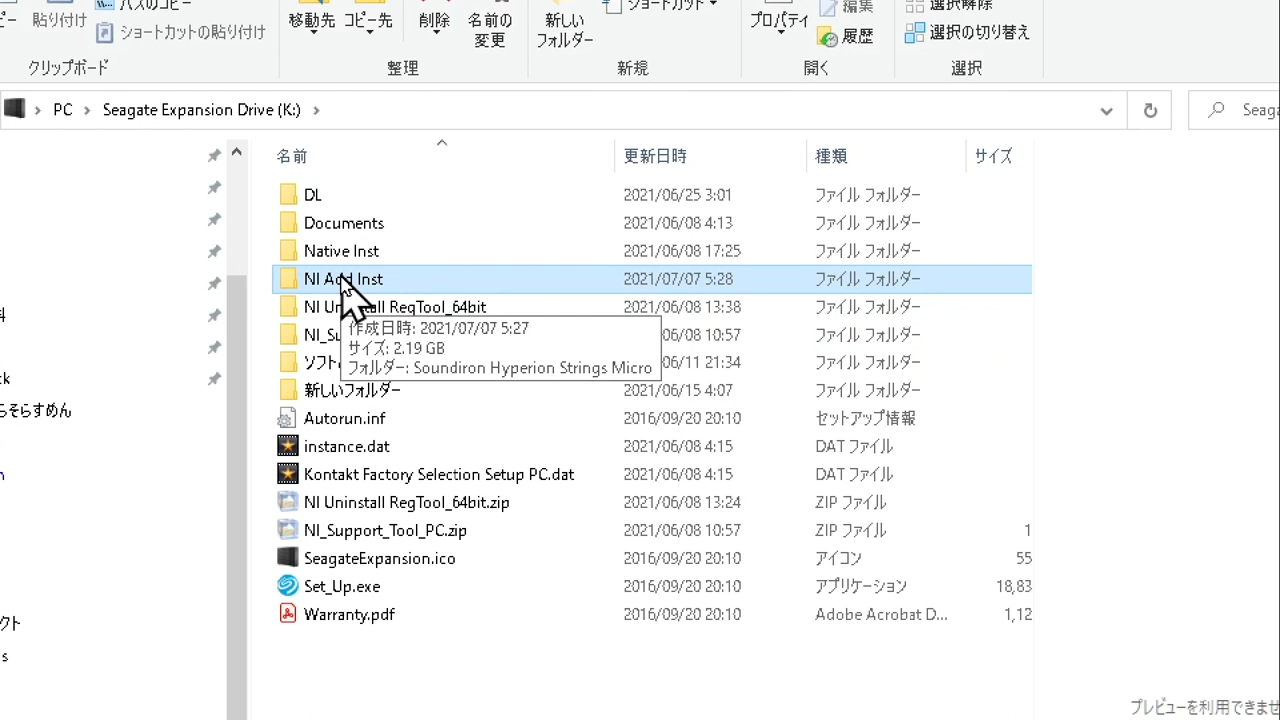 貼り付け
ショートカットの貼り付け
移動先 コピー先
削除 名前の
変更
新しい
フォルダー
プロパティ
編集
履歴
選択解除
選択の切り替え
クリップボード 整理 新規 開く 選択
PC Seagate Expansion Drive (K:)
名前 更新日時 種類 サイズ
DL 2021/06/25 3:01 ファイル フォルダー
Documents 2021/06/08 4:13 ファイル フォルダー
Native Inst 2021/06/08 17:25 ファイル フォルダー
NI Add Inst 2021/07/07 5:28 ファイル フォルダー
NI Uninstall RegTool_64bit 2021/06/08 13:38 ファイル フォルダー
作成日時: 2021/07/07 5:27
サイズ: 2.19 GB
フォルダー: Soundiron Hyperion Strings Micro
NI_Su 06/08 10:57 ファイル フォルダー
ソフト 06/11 21:34 ファイル フォルダー
新しいフォルダー 2021/06/15 4:07 ファイル フォルダー
Autorun.inf 2016/09/20 20:10 セットアップ情報
instance.dat 2021/06/08 4:15 DAT ファイル
Kontakt Factory Selection Setup PC.dat 2021/06/08 4:15 DAT ファイル
NI Uninstall RegTool_64bit.zip 2021/06/08 13:24 ZIP ファイル
NI_Support_Tool_PC.zip 2021/06/08 10:57 ZIP ファイル 1
SeagateExpansion.ico 2016/09/20 20:10 アイコン 55
Set_Up.exe 2016/09/20 20:10 アプリケーション 18,83
Warranty.pdf 2016/09/20 20:10 Adobe Acrobat D... 1,12
らそらすめん
クト
プレビューを利用できませ